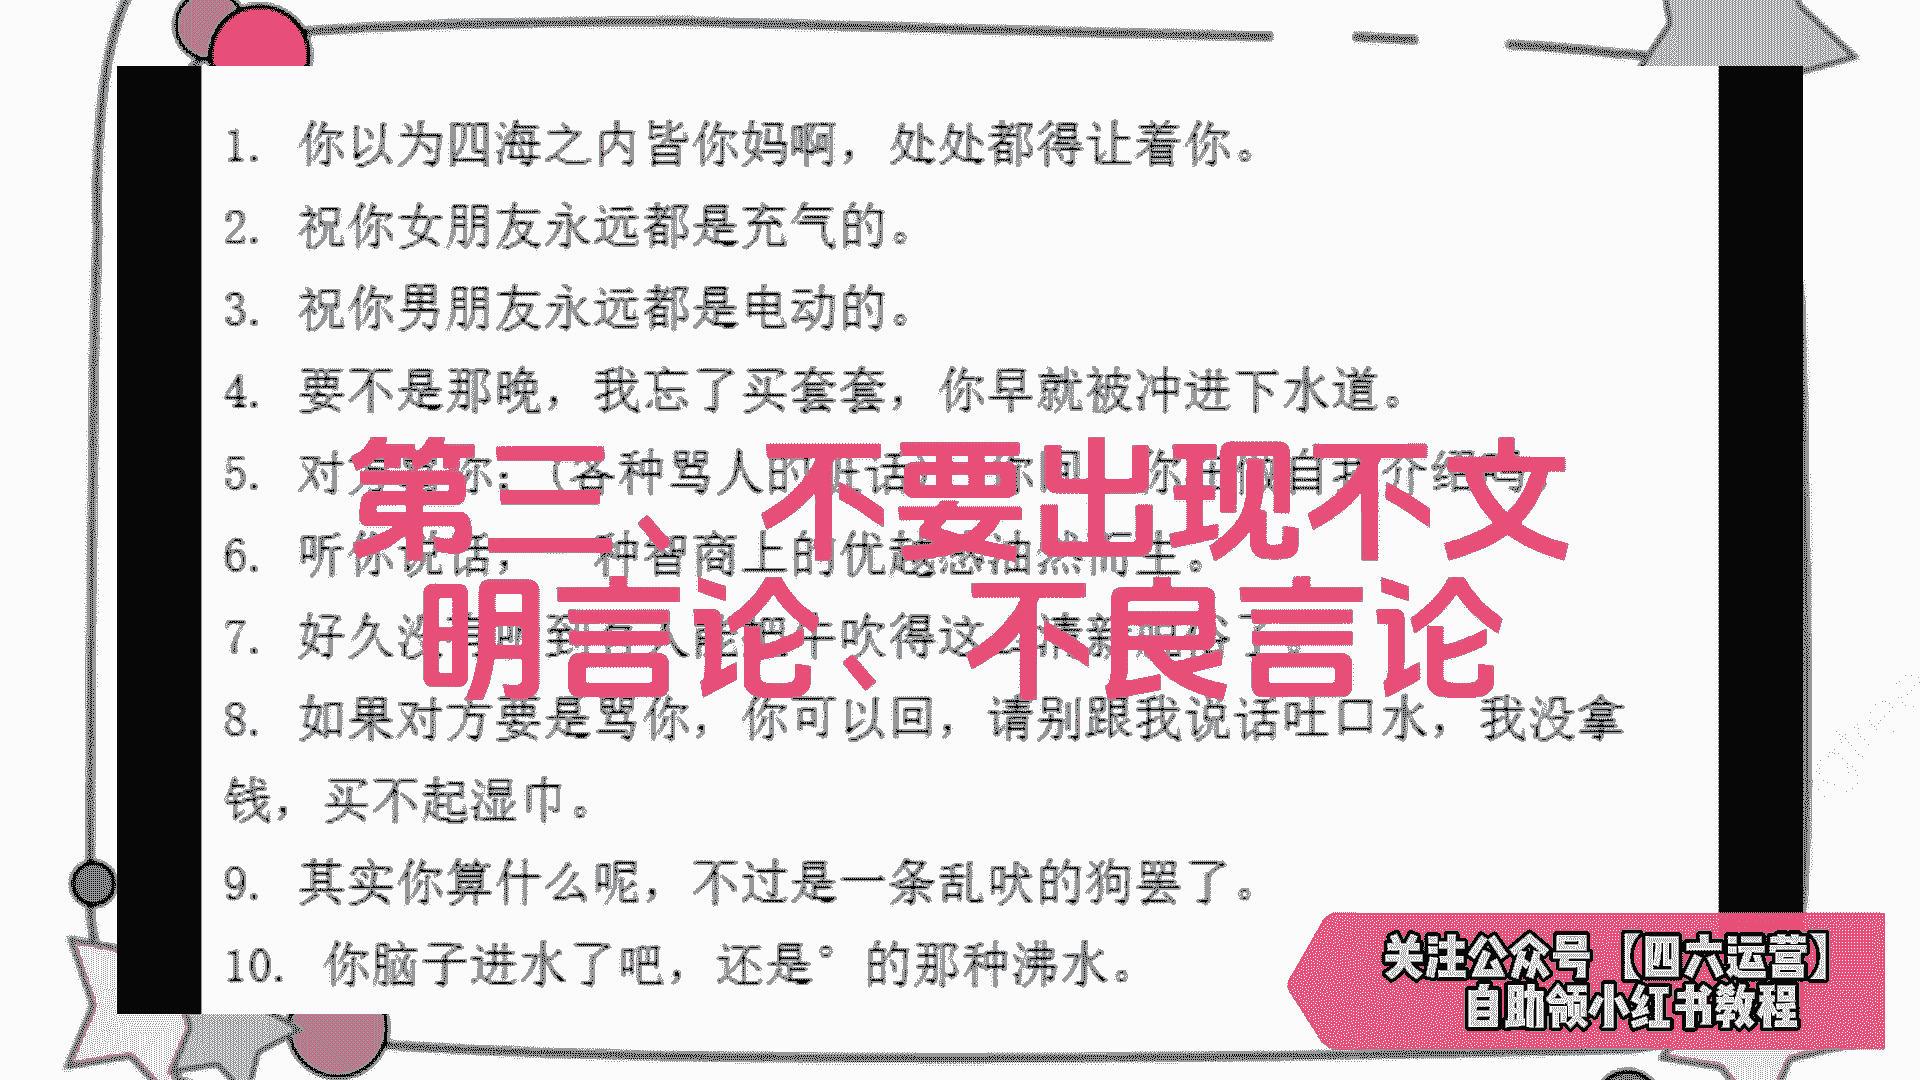 1. 你以为四海之内皆你妈啊，处处都得让着你。
2. 祝你女朋友永远都是充气的。
3. 祝你男朋友永远都是电动的。
4. 要不是那晚，我忘了买套套，你早就被冲进下水道。
5. 对方骂你：（各种骂人的脏话）你回：你在做自我介绍吗
第三、不要出现不文
6. 听你说话，一种智商上的优越感油然而生。
明言论、不良言论
7. 好久没有听到有人能把牛吹得这么清新脱俗了。
8. 如果对方要是骂你，你可以回，请别跟我说话吐口水，我没拿
钱，买不起湿巾。
9. 其实你算什么呢，不过是一条乱吠的狗罢了。
10. 你脑子进水了吧，还是° 的那种沸水。
关注公众号【四六运营】
自助领小红书教程